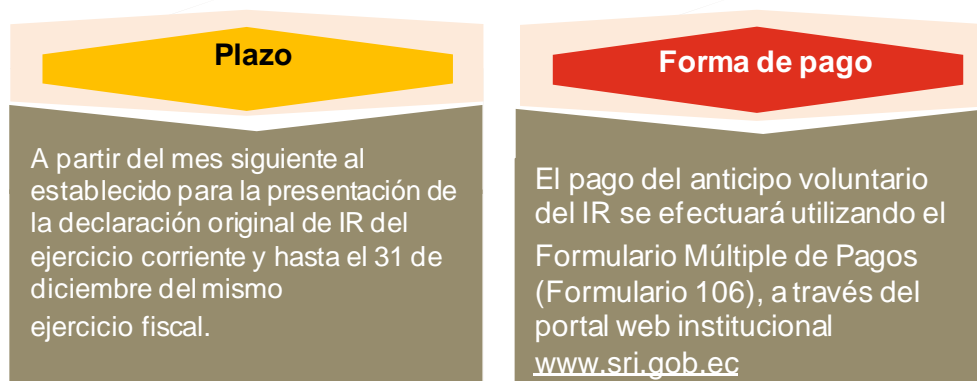 Plazo
A partir del mes siguiente al
establecido para la presentación de
la declaración original de IR del
ejercicio corriente y hasta el 31 de
diciembre del mismo
ejercicio fiscal.
Forma de pago
El pago del anticipo voluntario
del IR se efectuará utilizando el
Formulario Múltiple de Pagos
(Formulario 106), a través del
portal web institucional
www.sri.gob.ec